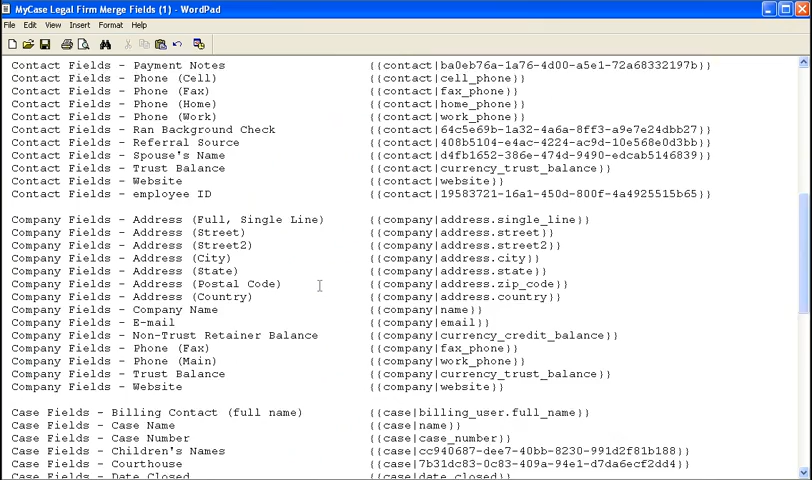 MyCase Legal Firm Merge Fields (1) - WordPad
File Edit View Insert Format Help
Contact Fields - Payment Notes {{contact|ba0eb76a-1a76-4d00-a5e1-72a68332197b}}
Contact Fields - Phone (Cell) {{contact|cell_phone}}
Contact Fields - Phone (Fax) {{contact|fax_phone}}
Contact Fields - Phone (Home) {{contact|home_phone}}
Contact Fields - Phone (Work) {{contact|work_phone}}
Contact Fields - Ran Background Check {{contact|64c5e69b-1a32-4a6a-8ff3-a9e7e24dbb27}}
Contact Fields - Referral Source {{contact|408b5104-e4ac-4224-ac9d-10e568e0d3bb}}
Contact Fields - Spouse's Name {{contact|d4fb1652-386e-474d-9490-edcab5146839}}
Contact Fields - Trust Balance {{contact|currency_trust_balance}}
Contact Fields - Website {{contact|website}}
Contact Fields - employee ID {{contact|19583721-16a1-450d-800f-4a4925515b65}}
Company Fields - Address (Full, Single Line) {{company|address.single_line}}
Company Fields - Address (Street) {{company|address.street}}
Company Fields - Address (Street2) {{company|address.street2}}
Company Fields - Address (City) {{company|address.city}}
Company Fields - Address (State) {{company|address.state}}
Company Fields - Address (Postal Code) {{company|address.zip_code}}
Company Fields - Address (Country) {{company|address.country}}
Company Fields - Company Name {{company|name}}
Company Fields - E-mail {{company|email}}
Company Fields - Non-Trust Retainer Balance {{company|currency_credit_balance}}
Company Fields - Phone (Fax) {{company|fax_phone}}
Company Fields - Phone (Main) {{company|work_phone}}
Company Fields - Trust Balance {{company|currency_trust_balance}}
Company Fields - Website {{company|website}}
Case Fields - Billing Contact (full name) {{case|billing_user.full_name}}
Case Fields - Case Name {{case|name}}
Case Fields - Case Number {{case|case_number}}
Case Fields - Children's Names {{case|cc940687-dee7-40bb-8230-991d2f81b188}}
Case Fields - Courthouse {{case|7b31dc83-0c83-409a-94e1-d7da6ecf2dd4}}
Case Fields - Date Closed {{case|date_closed}}